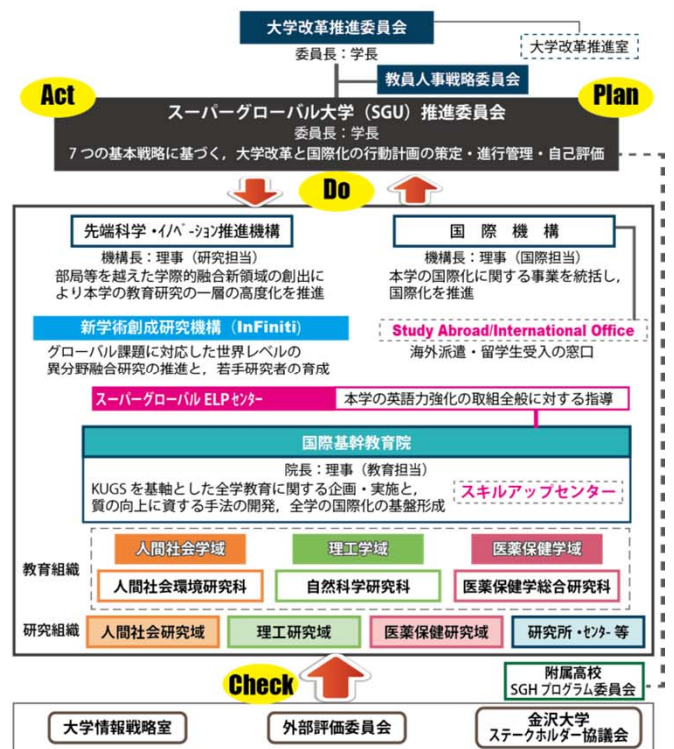 大学改革推進委員会
委員長：学長
大学改革推進室
教員人事戦略委員会
Act
Plan
スーパーグローバル大学（SGU）推進委員会
委員長：学長
7つの基本戦略に基づく，大学改革と国際化の行動計画の策定・進行管理・自己評価
Do
先端科学・ｲﾉﾍﾞｰｼｮﾝ推進機構
機構長：理事（研究担当）
部局等を越えた学際的融合新領域の創出に
より本学の教育研究の一層の高度化を推進
国際機構
機構長：理事（国際担当）
本学の国際化に関する事業を統括し，
国際化を推進
新学術創成研究機構（InFiniti）
グローバル課題に対応した世界レベルの
異分野融合研究の推進と，若手研究者の育成
Study Abroad/International Office
海外派遣・留学生受入の窓口
スーパーグローバル ELP ｾﾝﾀｰ
本学の英語力強化の取組全般に対する指導
国際基幹教育院
院長：理事（教育担当）
KUGS を基軸とした全学教育に関する企画・実施と，
質の向上に資する手法の開発，全学の国際化の基盤形成
スキルアップセンター
教育組織
人間社会学域
理工学域
医薬保健学域
人間社会環境研究科
自然科学研究科
医薬保健学総合研究科
研究組織
人間社会研究域
理工研究域
医薬保健研究域
研究所・ｾﾝﾀｰ 等
Check
附属高校
SGH プログラム委員会
大学情報戦略室
外部評価委員会
金沢大学
ステークホルダー協議会